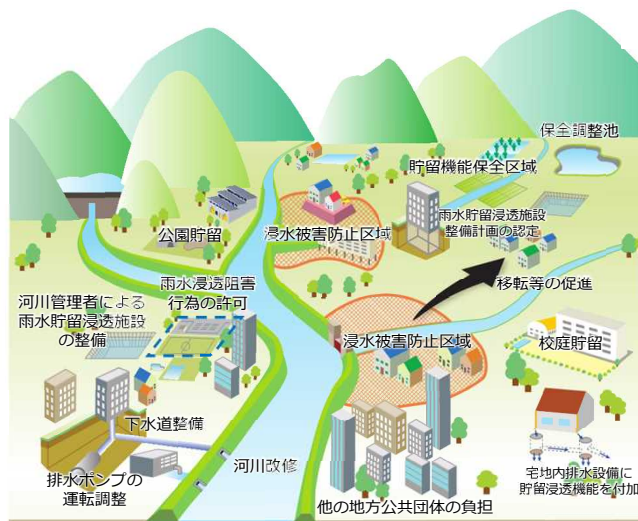 保全調整池
貯留機能保全区域
雨水貯留浸透施設
整備計画の認定
公園貯留
浸水被害防止区域
移転等の促進
雨水浸透阻害
行為の許可
河川管理者による
雨水貯留浸透施設
の整備
浸水被害防止区域
校庭貯留
下水道整備
排水ポンプの
運転調整
河川改修
宅地内排水設備に
貯留浸透機能を付加
他の地方公共団体の負担